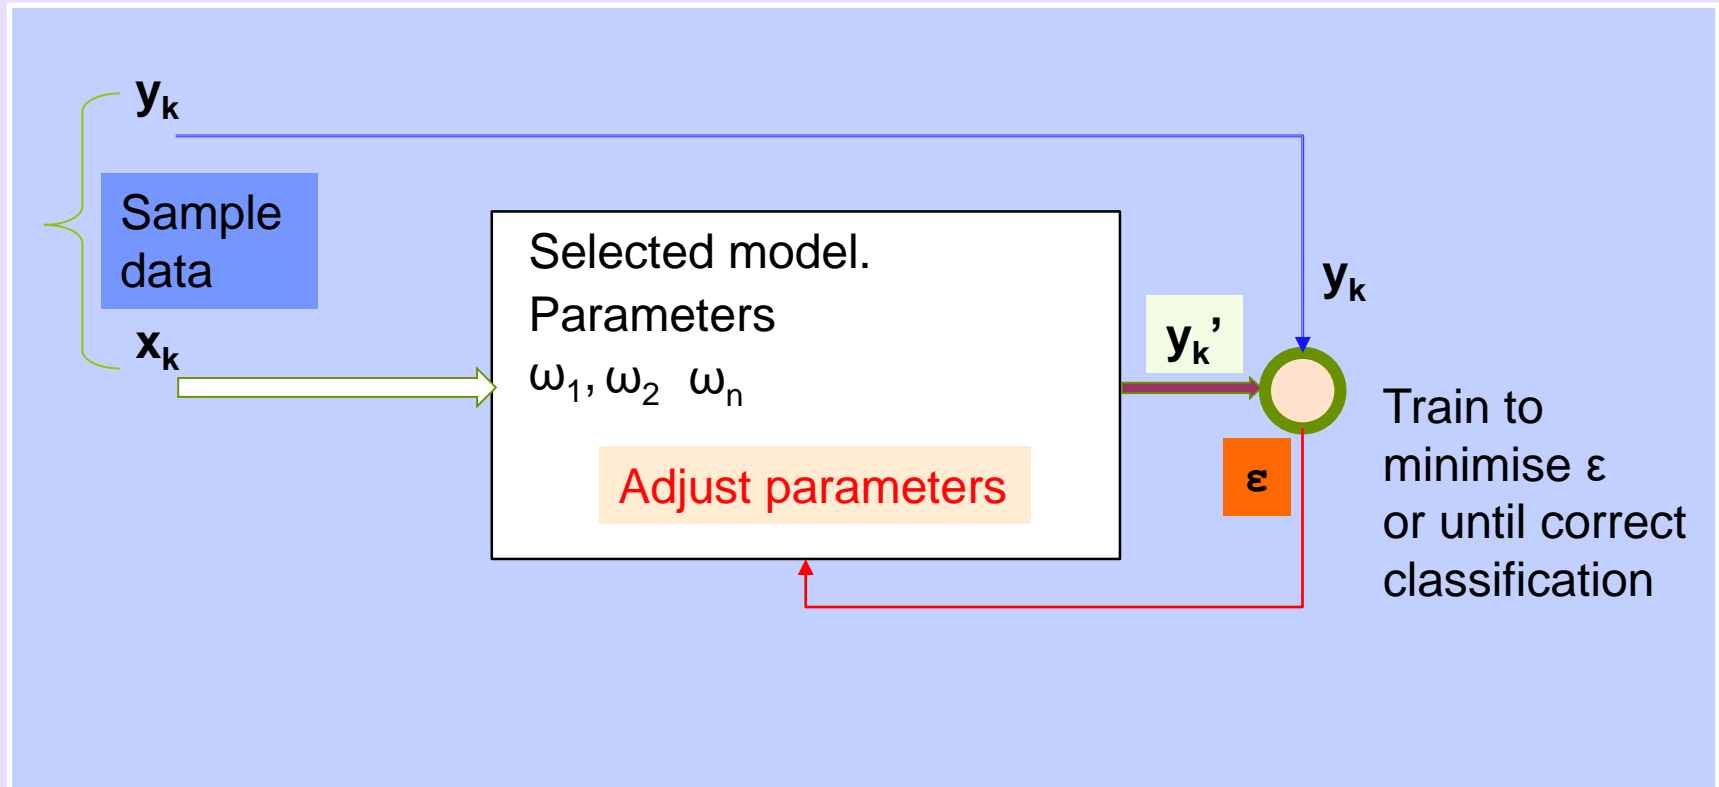 yk
Sample
data
xk
Selected model.
Parameters
ω1, ω2 ωn
Adjust parameters
yk
yk’
ε
Train to
minimise ε
or until correct
classification